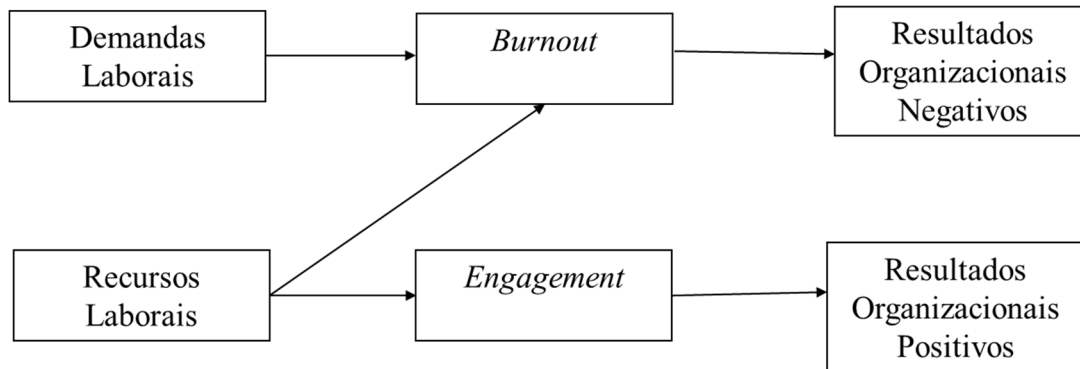 Demandas
Laborais
Burnout
Resultados
Organizacionais
Negativos
Recursos
Laborais
Engagement
Resultados
Organizacionais
Positivos